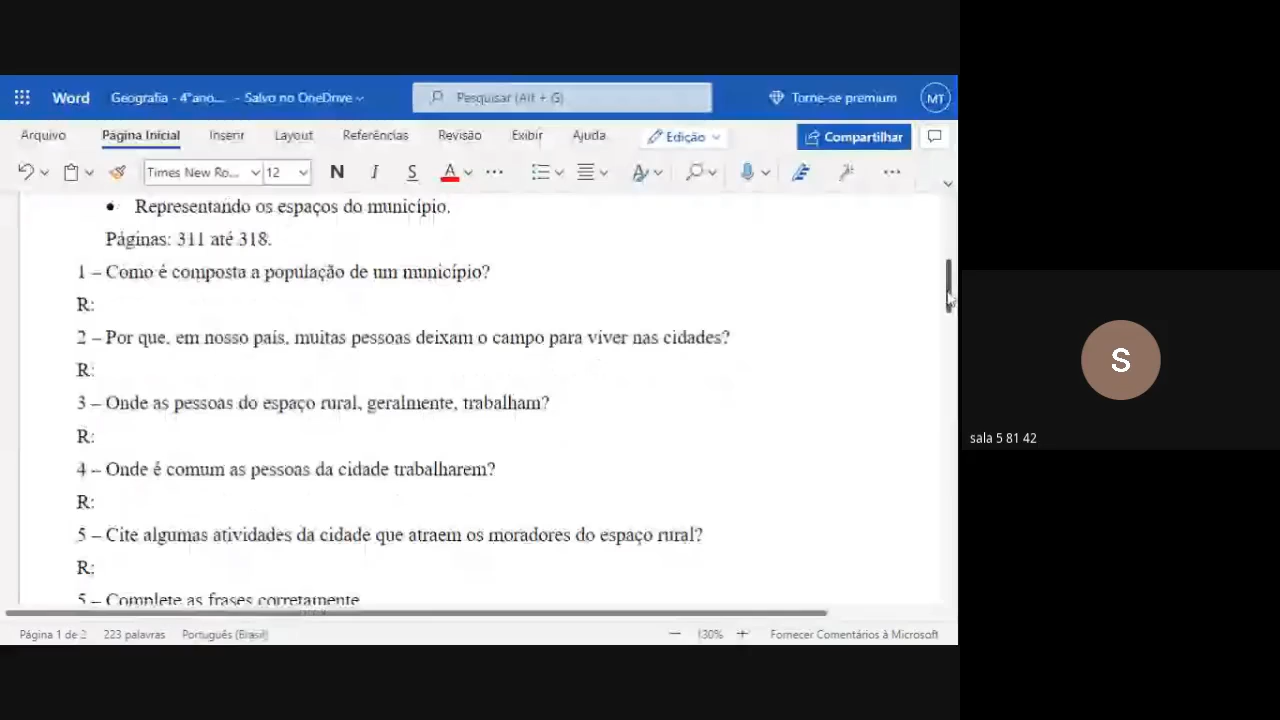 Word
Geografia - 4°ano... - Salvo no OneDrive
Pesquisar (Alt + G)
Torne-se premium
MT
Arquivo
Página Inicial
Inserir
Layout
Referências
Revisão
Exibir
Ajuda
Edição
Compartilhar
Times New Ro...
12
N
I
S
A
• Representando os espaços do município.
Páginas: 311 até 318.
1 – Como é composta a população de um município?
R:
2 – Por que, em nosso país, muitas pessoas deixam o campo para viver nas cidades?
R:
3 – Onde as pessoas do espaço rural, geralmente, trabalham?
R:
4 – Onde é comum as pessoas da cidade trabalharem?
R:
5 – Cite algumas atividades da cidade que atraem os moradores do espaço rural?
R:
5 – Complete as frases corretamente
Página 1 de 2
223 palavras
Português (Brasil)
130%
Fornecer Comentários à Microsoft
S
sala 5 81 42